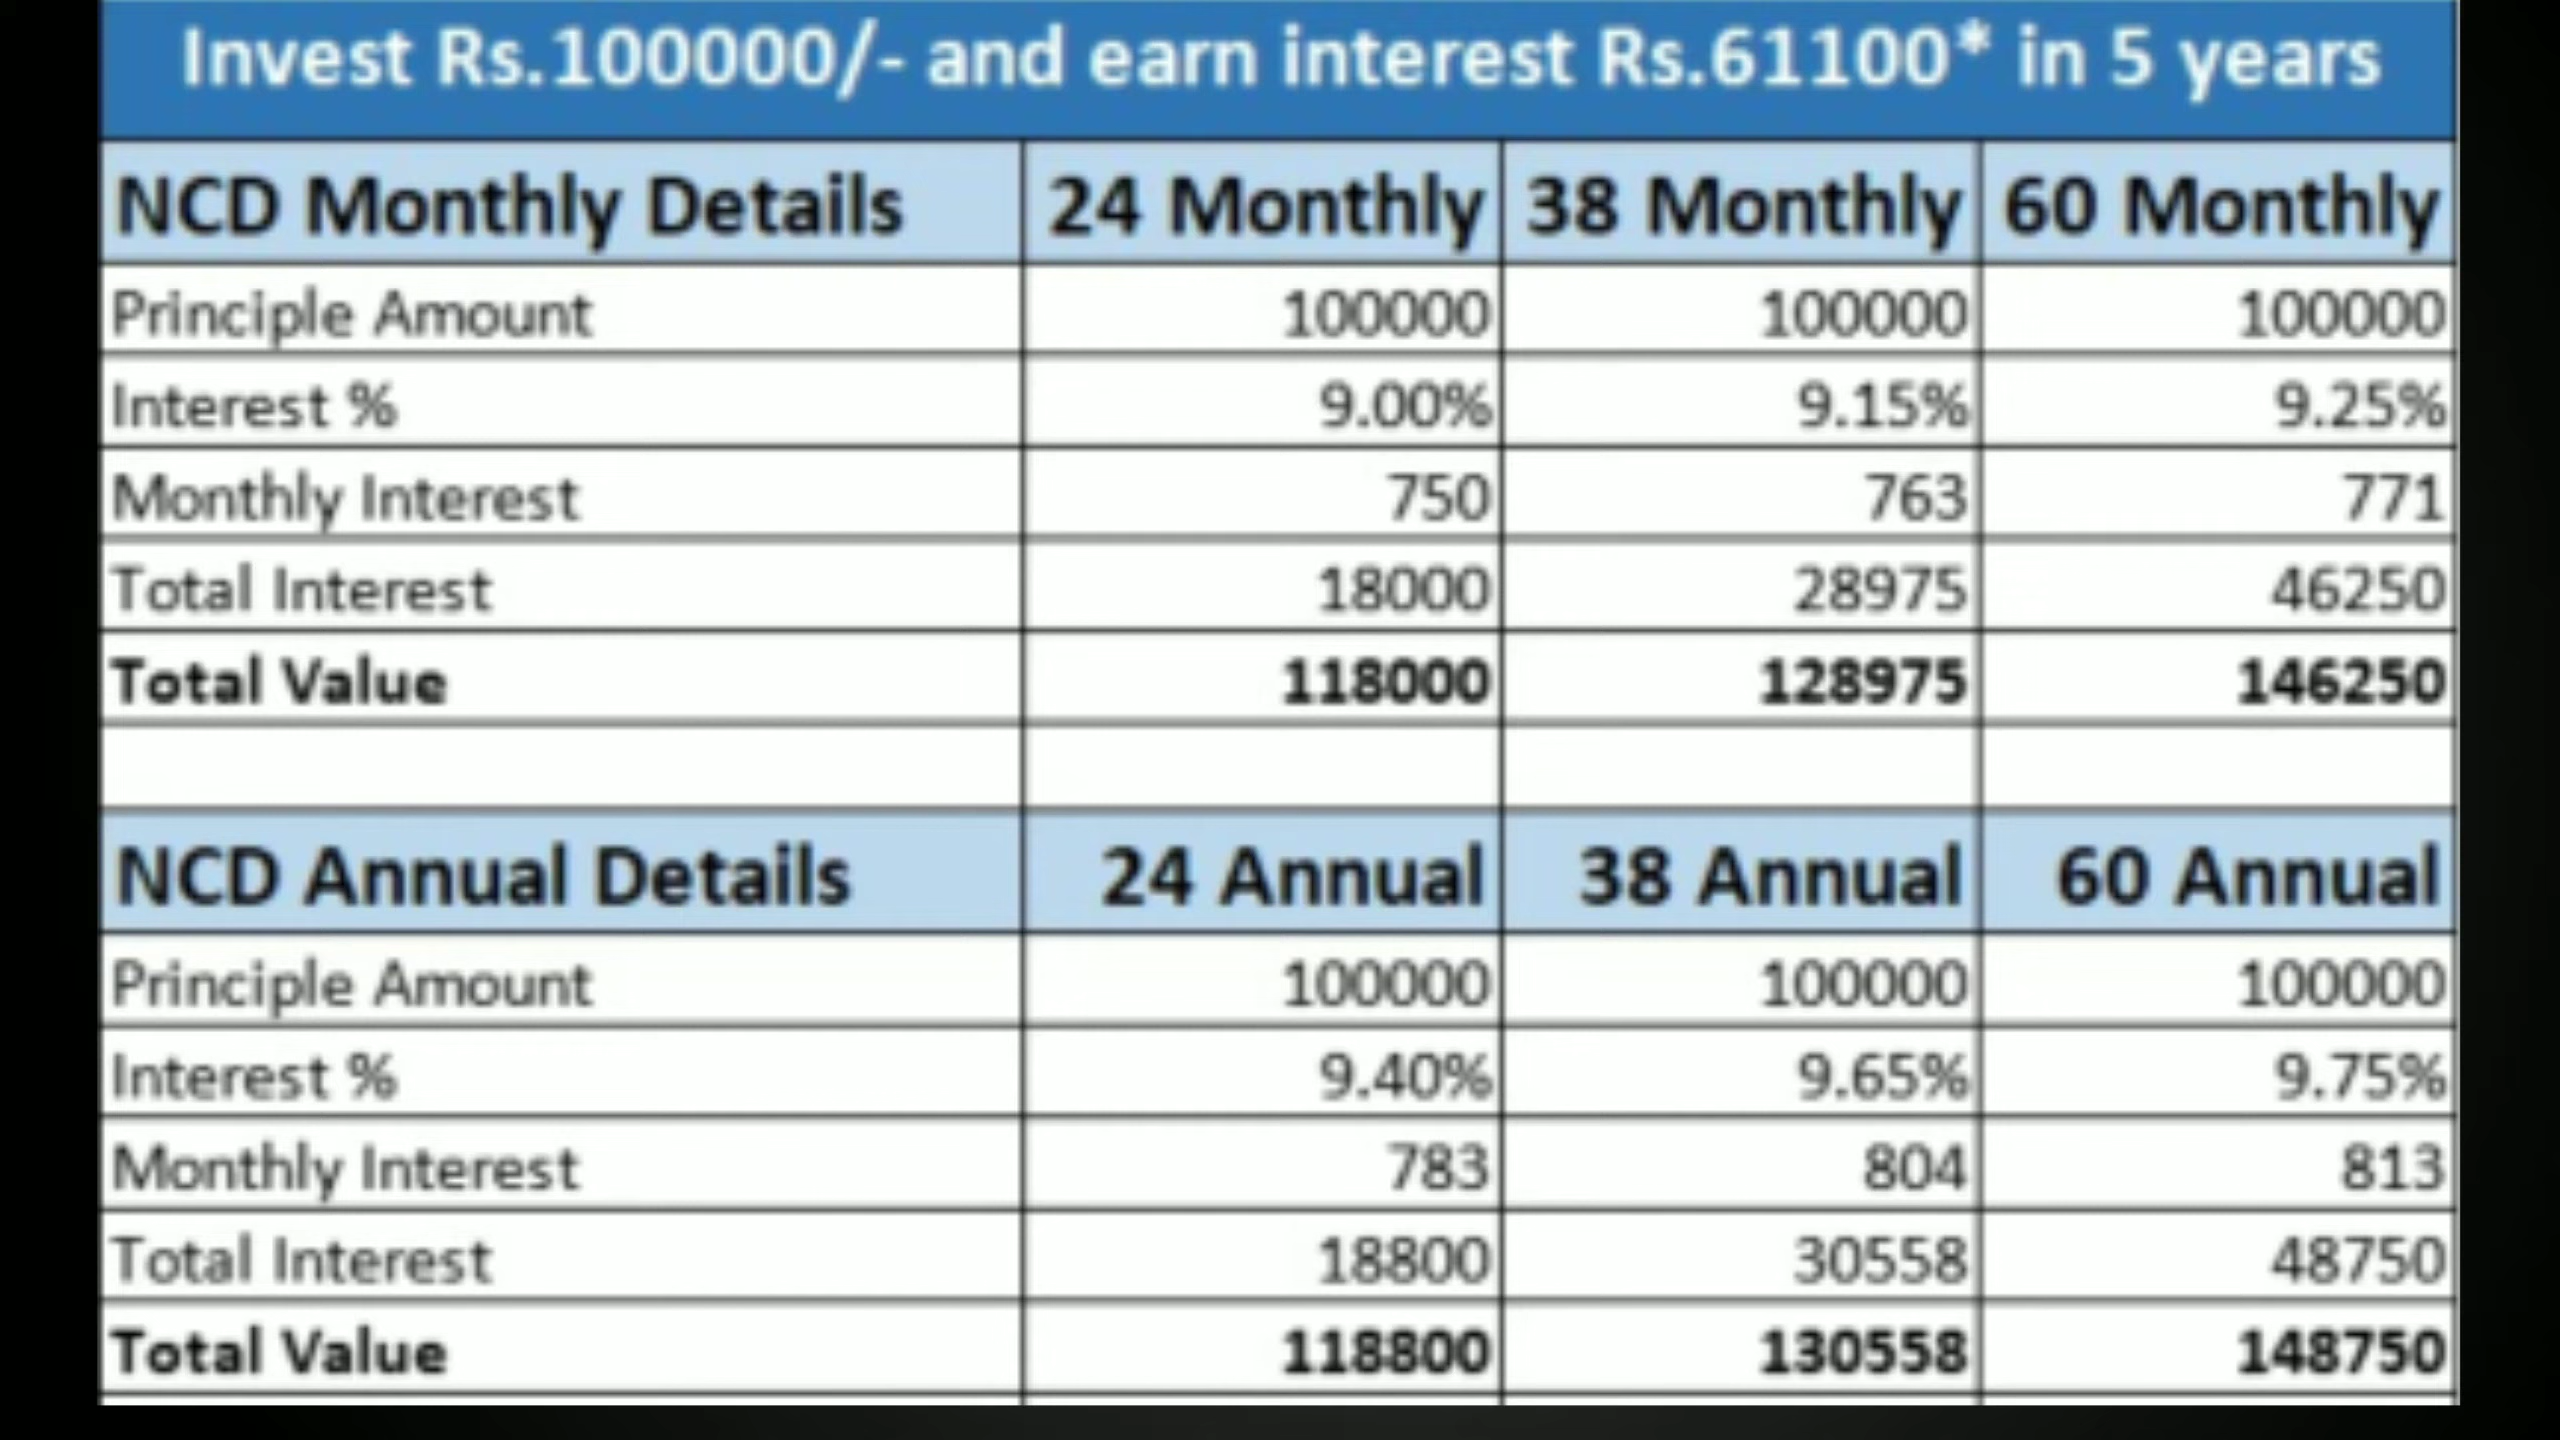 Invest Rs.100000/- and earn interest Rs.61100* in 5 years
NCD Monthly Details 24 Monthly 38 Monthly 60 Monthly
Principle Amount 100000 100000 100000
Interest % 9.00% 9.15% 9.25%
Monthly Interest 750 763 771
Total Interest 18000 28975 46250
Total Value 118000 128975 146250
NCD Annual Details 24 Annual 38 Annual 60 Annual
Principle Amount 100000 100000 100000
Interest % 9.40% 9.65% 9.75%
Monthly Interest 783 804 813
Total Interest 18800 30558 48750
Total Value 118800 130558 148750